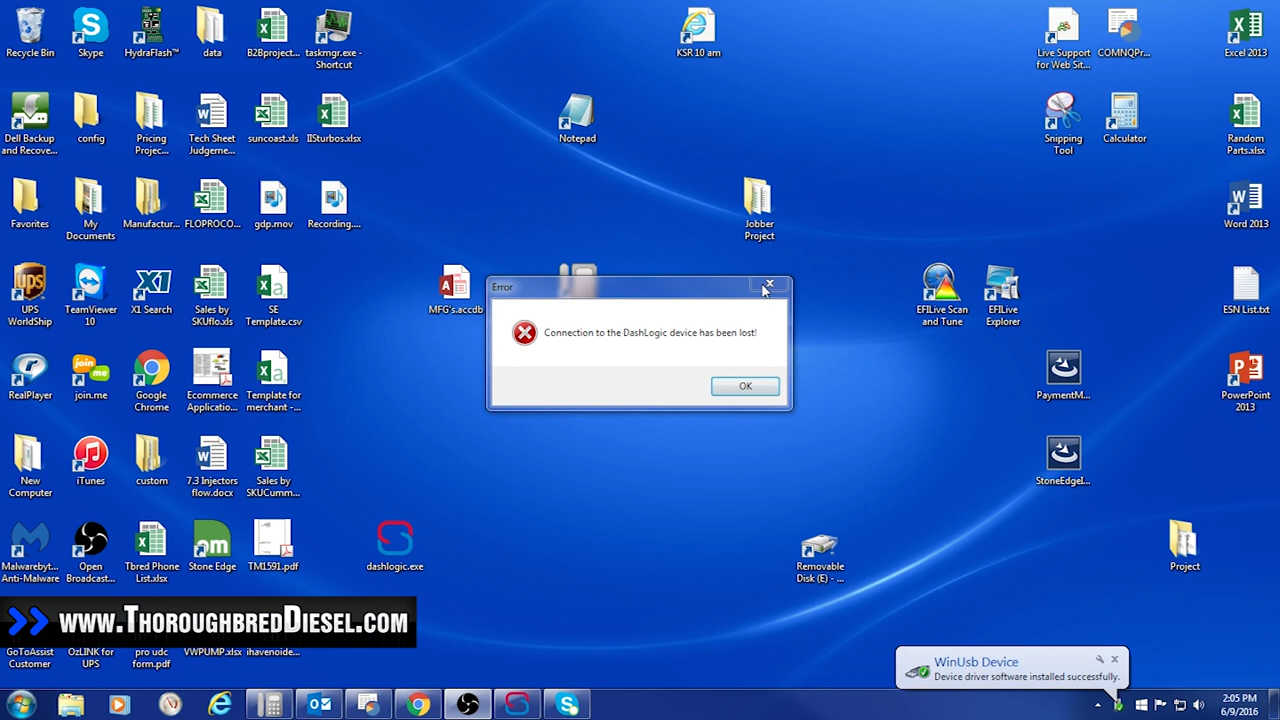 Recycle Bin
Skype
HydraFlash™
data
B2Bproject...
taskmgr.exe -
Shortcut
KSR 10 am
Live Support
for Web Sit...
COMNQPr...
Excel 2013
Dell Backup
and Recove...
config
Pricing
Projec...
Tech Sheet
Judgeme...
suncoast.xls
IISturbos.xlsx
Notepad
Snipping
Tool
Calculator
Random
Parts.xlsx
Favorites
My
Documents
Manufactur...
FLOPROCO...
gdp.mov
Recording....
Jobber
Project
Word 2013
UPS
WorldShip
TeamViewer
10
X1 Search
Sales by
SKUflo.xls
SE
Template.csv
MFG's.accdb
EFILive Scan
and Tune
EFILive
Explorer
ESN List.txt
Error
Connection to the DashLogic device has been lost!
OK
RealPlayer
join.me
Google
Chrome
Ecommerce
Applicatio...
Template for
merchant -...
PaymentM...
PowerPoint
2013
New
Computer
iTunes
custom
7.3 Injectors
flow.docx
Sales by
SKUCumm...
StoneEdgeI...
Malwarebyt...
Anti-Malware
Open
Broadcast...
Tbred Phone
List.xlsx
Stone Edge
TM1591.pdf
dashlogic.exe
Removable
Disk (E) - ...
Project
>> www.ThoroughbredDiesel.com
GoToAssist
Customer
OzLINK for
UPS
pro udc
form.pdf
VWPUMP.xlsx
ihavenoide...
WinUsb Device
Device driver software installed successfully.
2:05 PM
6/9/2016